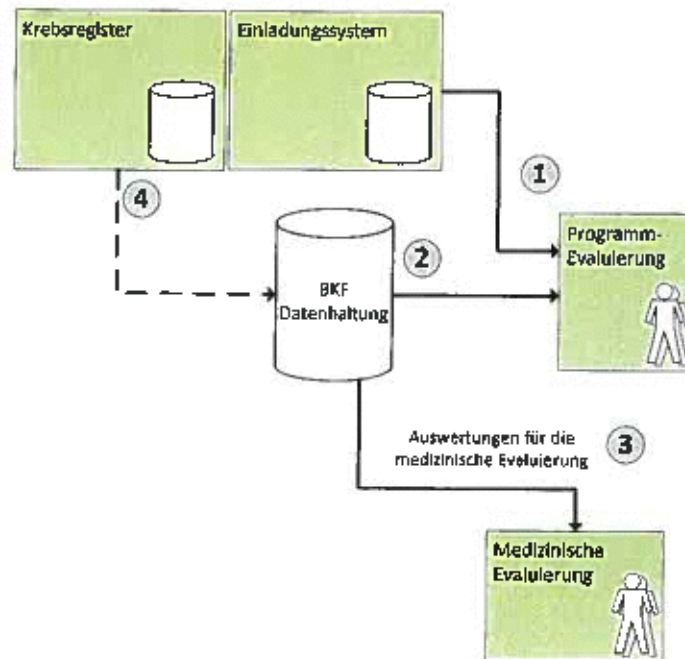 Krebsregister
Einladungssystem
4
1
2
BKF
Datenhaltung
Programm-
Evaluierung
Auswertungen für die
medizinische Evaluierung
3
Medizinische
Evaluierung